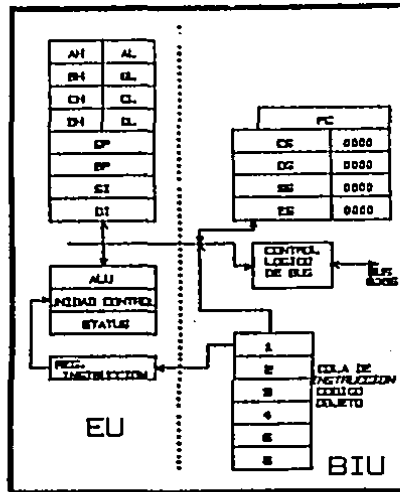 AH AL
BH BL
CH CL
DH DL
SP
BP
SI
DI
PC
CS 0000
DS 0000
SS 0000
ES 0000
ALU
UNIDAD CONTROL
STATUS
CONTROL
LOGICO
DE BUS
BUS
REG.
INSTRUCCION
1
2
3
4
5
6
COLA DE
INSTRUCCION
CODIGO
OBJETO
EU
BIU